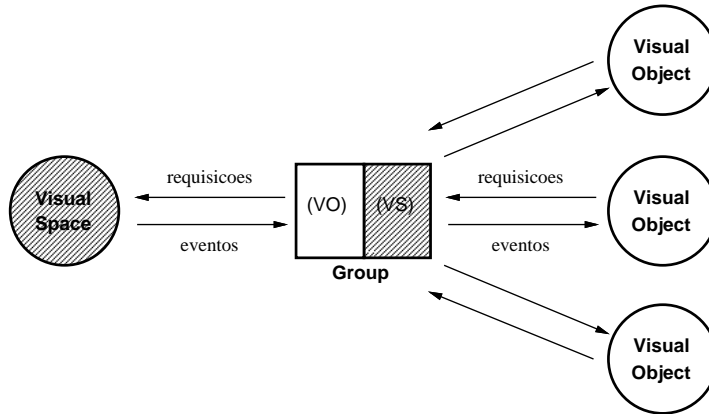 Visual
Object
requisicoes
requisicoes
Visual
Space
(VO)
(VS)
Visual
Object
eventos
eventos
Group
Visual
Object